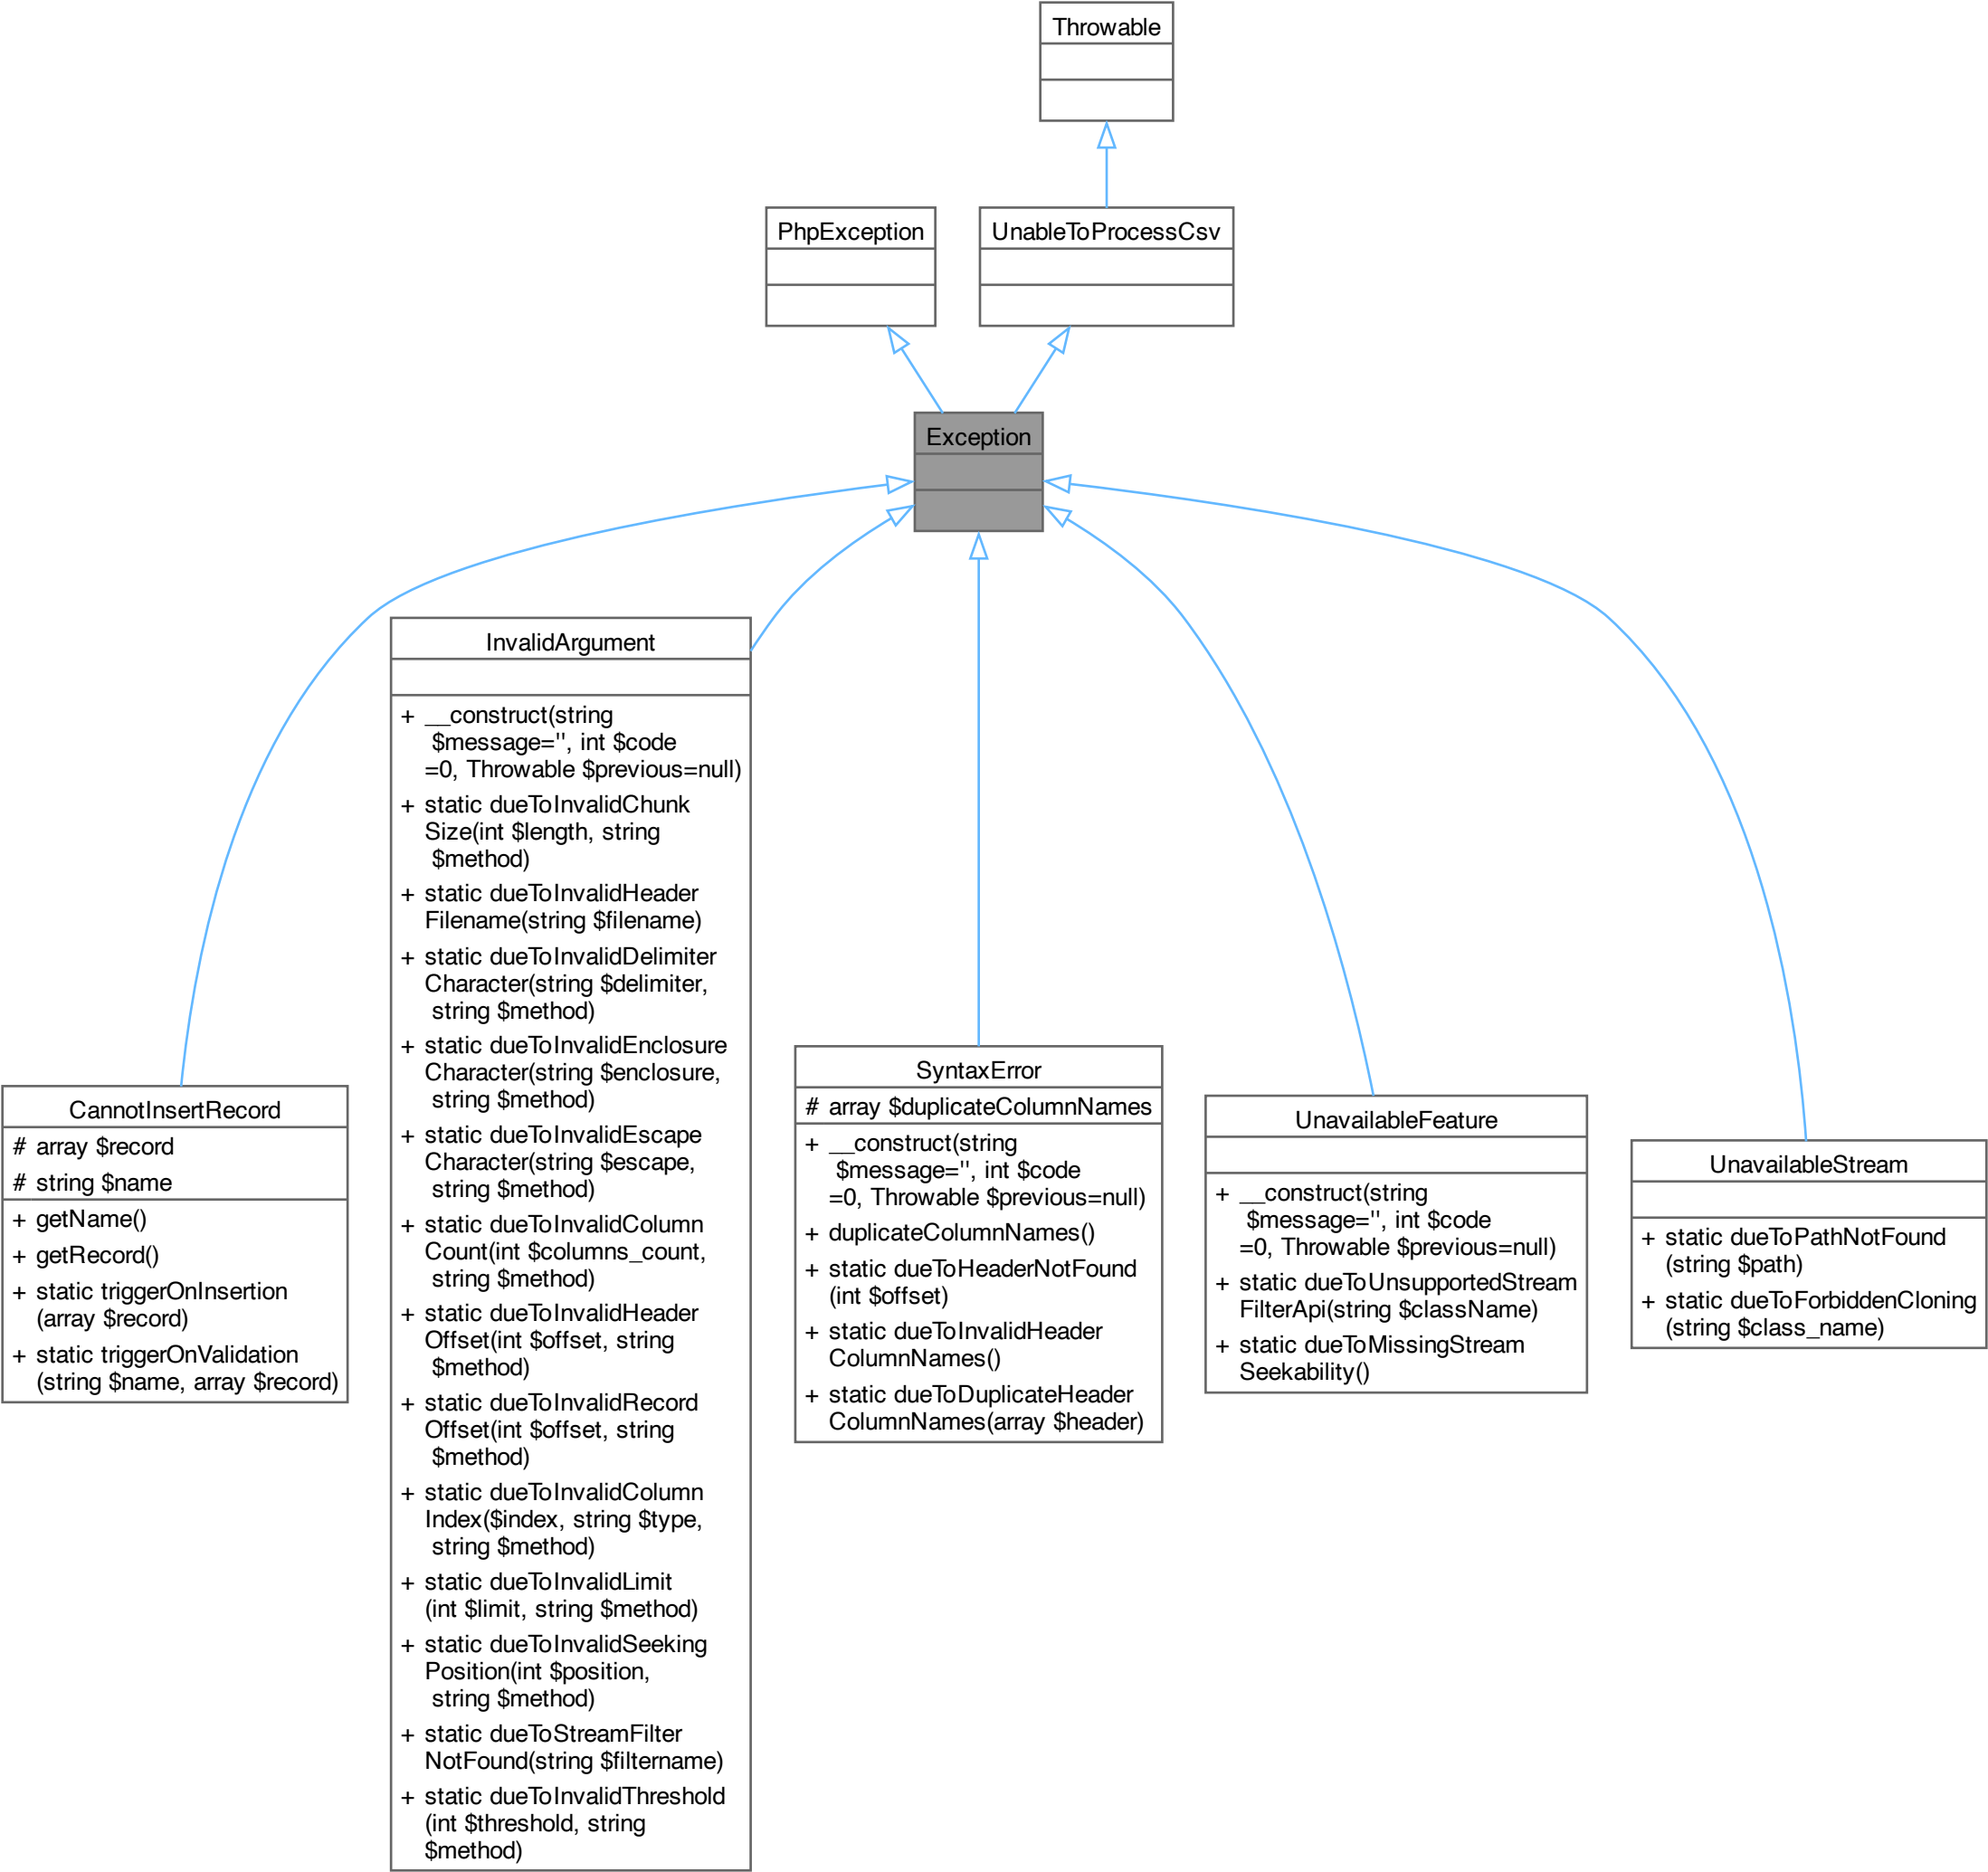 Throwable
PhpException
UnableToProcessCsv
Exception
InvalidArgument
+ __construct(string
$message='', int $code
=0, Throwable $previous=null)
+ static dueToInvalidChunk
Size(int $length, string
$method)
+ static dueToInvalidHeader
Filename(string $filename)
+ static dueToInvalidDelimiter
Character(string $delimiter,
string $method)
+ static dueToInvalidEnclosure
Character(string $enclosure,
string $method)
+ static dueToInvalidEscape
Character(string $escape,
string $method)
+ static dueToInvalidColumn
Count(int $columns_count,
string $method)
+ static dueToInvalidHeader
Offset(int $offset, string
$method)
+ static dueToInvalidRecord
Offset(int $offset, string
$method)
+ static dueToInvalidColumn
Index($index, string $type,
string $method)
+ static dueToInvalidLimit
(int $limit, string $method)
+ static dueToInvalidSeeking
Position(int $position,
string $method)
+ static dueToStreamFilter
NotFound(string $filtername)
+ static dueToInvalidThreshold
(int $threshold, string
$method)
CannotInsertRecord
# array $record
# string $name
+ getName()
+ getRecord()
+ static triggerOnInsertion
(array $record)
+ static triggerOnValidation
(string $name, array $record)
SyntaxError
# array $duplicateColumnNames
+ __construct(string
$message='', int $code
=0, Throwable $previous=null)
+ duplicateColumnNames()
+ static dueToHeaderNotFound
(int $offset)
+ static dueToInvalidHeader
ColumnNames()
+ static dueToDuplicateHeader
ColumnNames(array $header)
UnavailableFeature
+ __construct(string
$message='', int $code
=0, Throwable $previous=null)
+ static dueToUnsupportedStream
FilterApi(string $className)
+ static dueToMissingStream
Seekability()
UnavailableStream
+ static dueToPathNotFound
(string $path)
+ static dueToForbiddenCloning
(string $class_name)